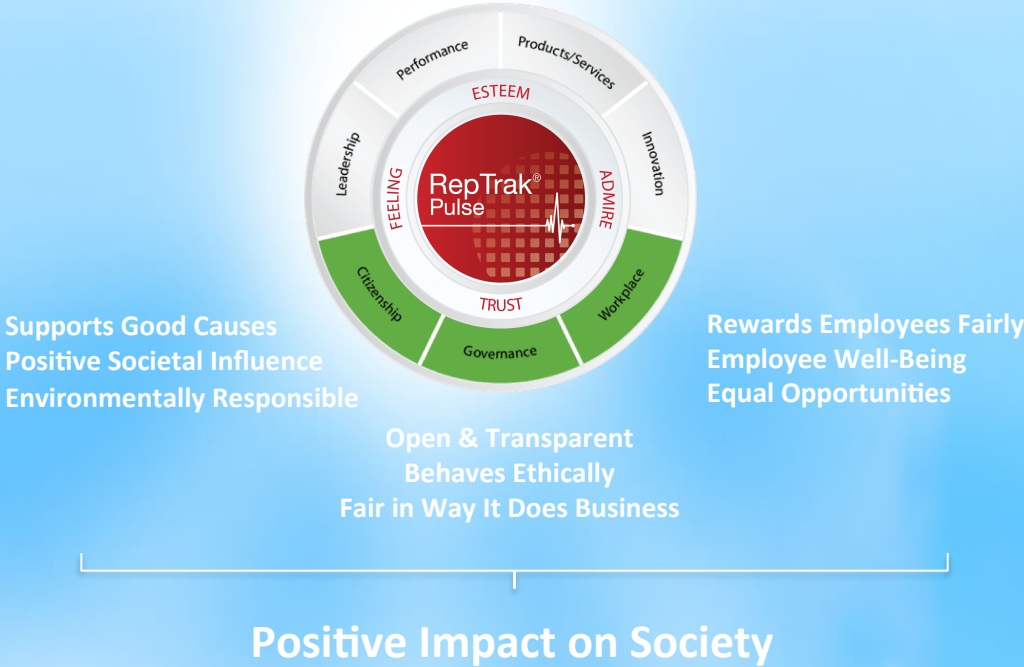 Performance
Products/Services
ESTEEM
Leadership
Innovation
FEELING
ADMIRE
RepTrak®
Pulse
Citizenship
Workplace
TRUST
Governance
Supports Good Causes
Positive Societal Influence
Environmentally Responsible
Rewards Employees Fairly
Employee Well-Being
Equal Opportunities
Open & Transparent
Behaves Ethically
Fair in Way It Does Business
Positive Impact on Society